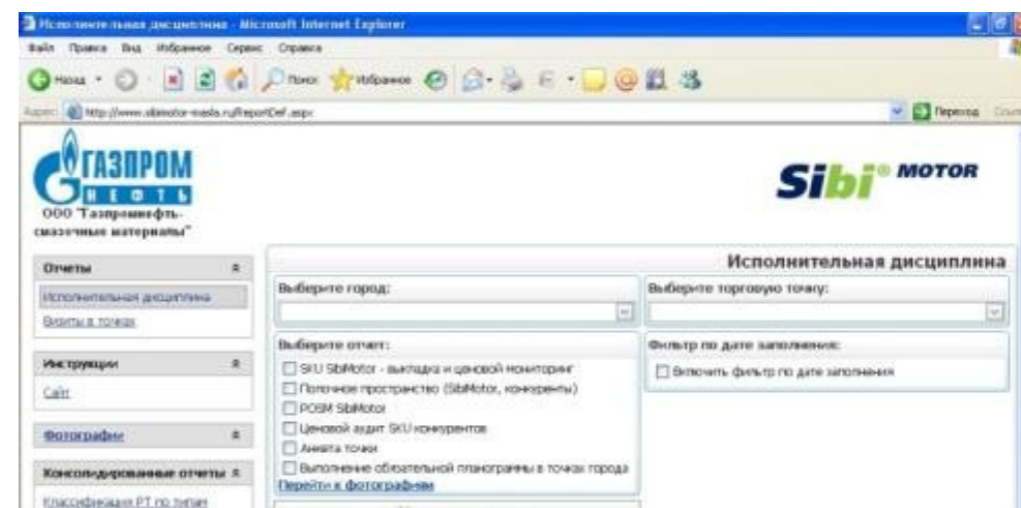 Исполнительная дисциплина - Microsoft Internet Explorer
Файл Правка Вид Избранное Сервис Справка
Назад Поиск Избранное
Адрес: http://www.sibimotor-masla.ru/ReportDef.aspx Переход
ГАЗПРОМ
НЕФТЬ
ООО "Газпромнефть-
смазочные материалы"
Sibi® MOTOR
Отчеты
Исполнительная дисциплина
Визиты в точках
Инструкции
Сайт
Фотографии
Консолидированные отчеты
Классификация РТ по типам
Исполнительная дисциплина
Выберите город:
Выберите торговую точку:
Выберите отчет:
SKU SibiMotor - выкладка и ценовой мониторинг
Полочное пространство (SibiMotor, конкуренты)
POSM SibiMotor
Ценовой аудит SKU конкурентов
Анкета точки
Выполнение обязательной планограммы в точках города
Перейти к фотографиям
Фильтр по дате заполнения:
Включить фильтр по дате заполнения